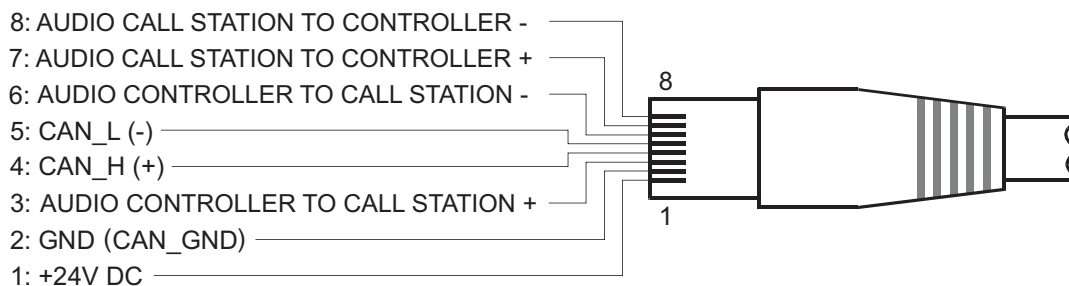 8: AUDIO CALL STATION TO CONTROLLER -
7: AUDIO CALL STATION TO CONTROLLER +
6: AUDIO CONTROLLER TO CALL STATION -
5: CAN_L (-)
4: CAN_H (+)
3: AUDIO CONTROLLER TO CALL STATION +
2: GND (CAN_GND)
1: +24V DC
8
1